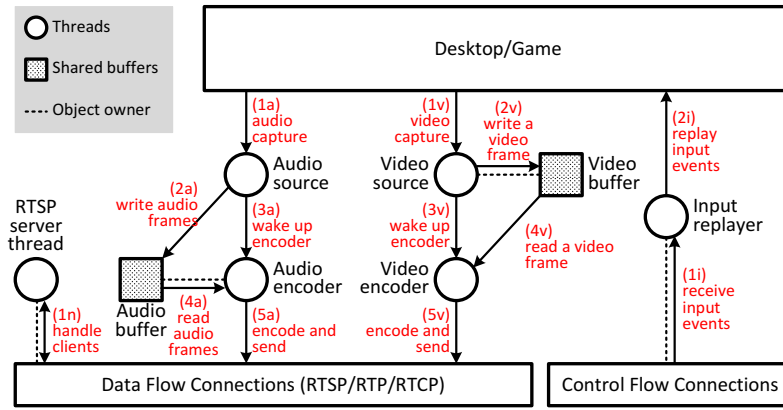 Threads
Shared buffers
Object owner
Desktop/Game
(1a)
audio
capture
(1v)
video
capture
(2v)
write a
video
frame
(2i)
replay
input
events
Audio
source
Video
source
Video
buffer
(2a)
write audio
frames
(3a)
wake up
encoder
(3v)
wake up
encoder
(4v)
read a video
frame
Input
replayer
RTSP
server
thread
Audio
encoder
Video
encoder
(1i)
receive
input
events
Audio
buffer
(4a)
read
audio
frames
(1n)
handle
clients
(5a)
encode and
send
(5v)
encode and
send
Data Flow Connections (RTSP/RTP/RTCP)
Control Flow Connections